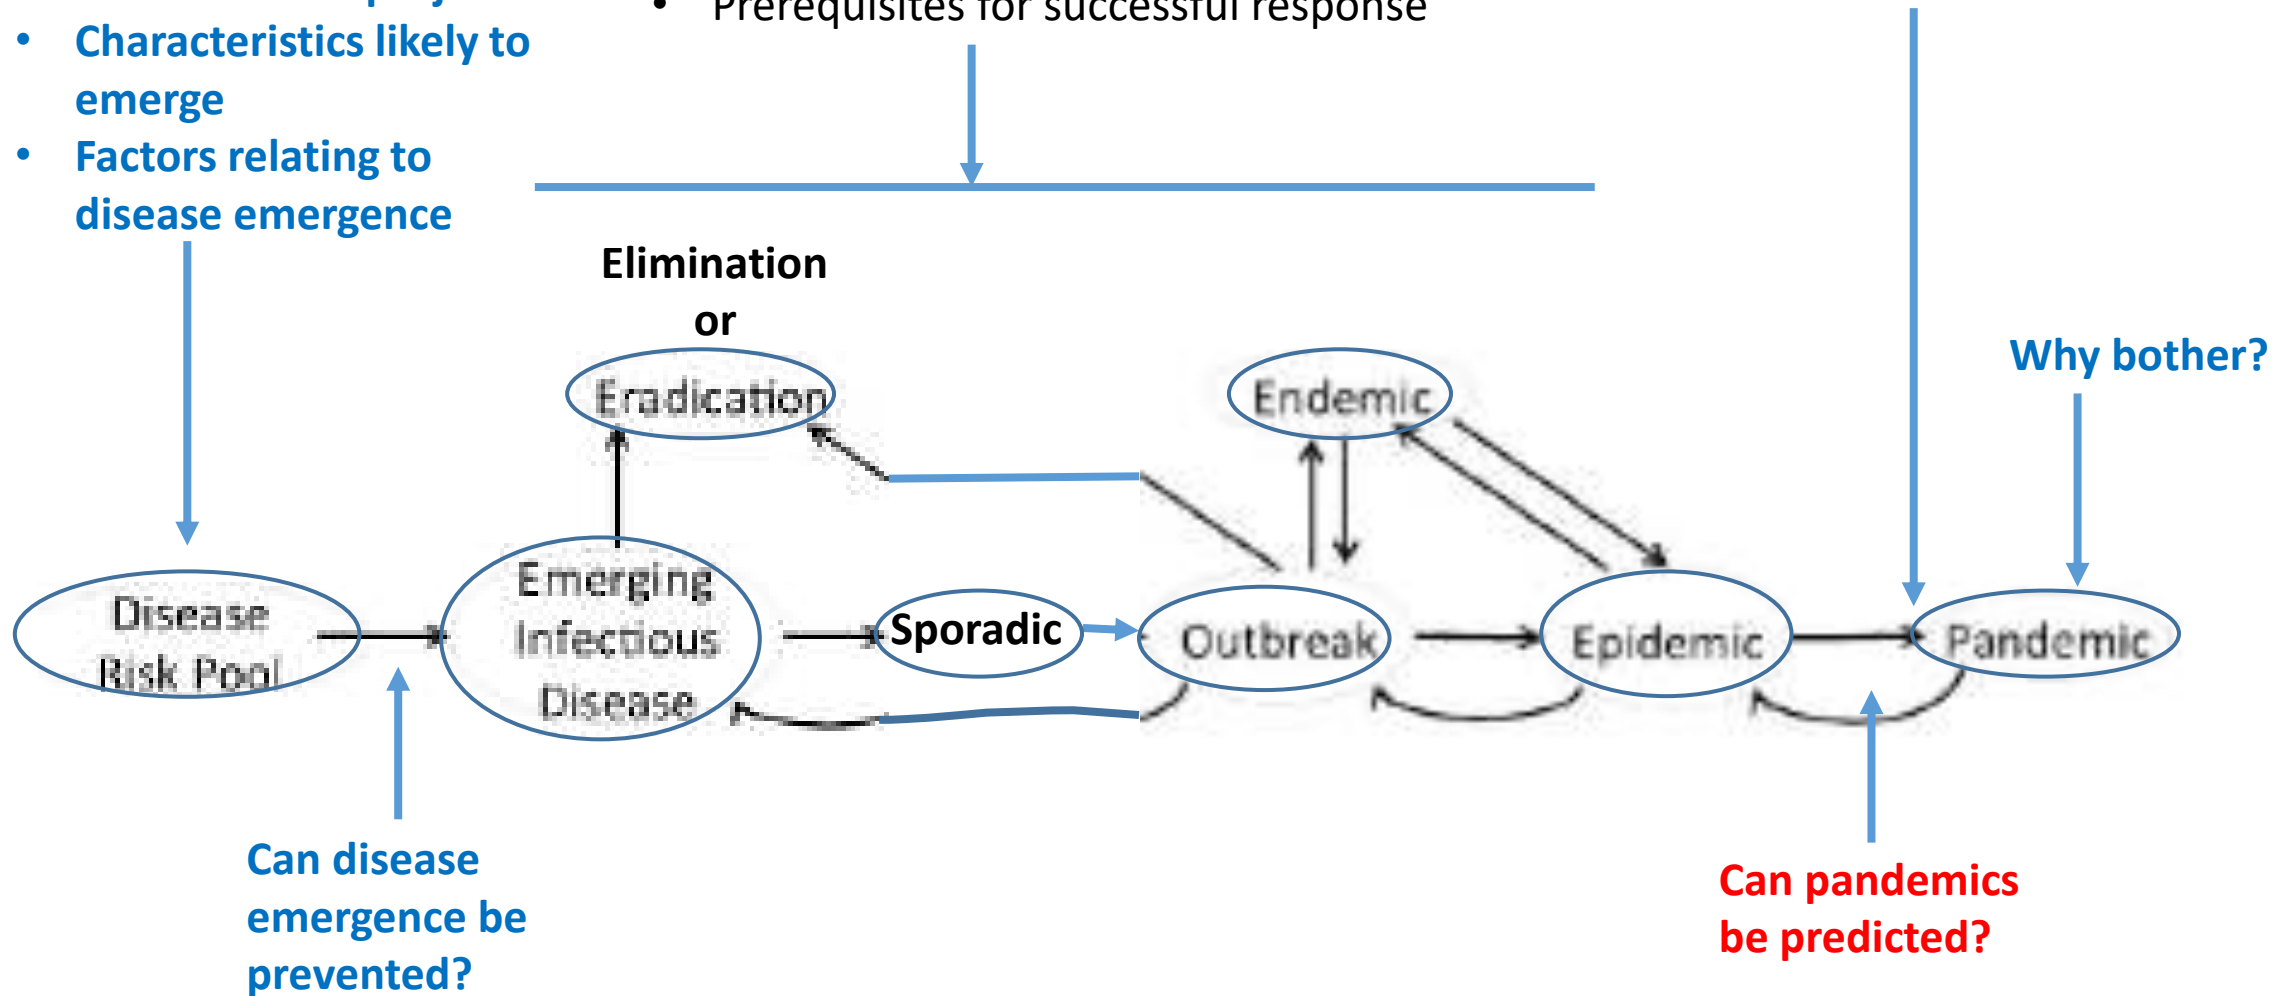 • Characteristics likely to
emerge
• Factors relating to
disease emergence
• Prerequisites for successful response
Elimination
or
Eradication
Endemic
Why bother?
Disease
Risk Pool
Emerging
Infectious
Disease
Sporadic
Outbreak
Epidemic
Pandemic
Can disease
emergence be
prevented?
Can pandemics
be predicted?